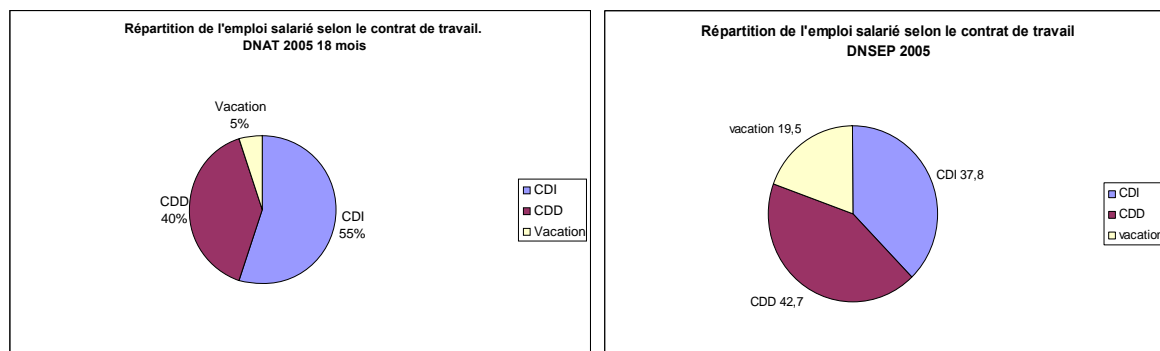 Répartition de l'emploi salarié selon le contrat de travail.
DNAT 2005 18 mois
Vacation
5%
CDD
40%
CDI
55%
CDI
CDD
Vacation
Répartition de l'emploi salarié selon le contrat de travail
DNSEP 2005
vacation 19,5
CDI 37,8
CDD 42,7
CDI
CDD
vacation